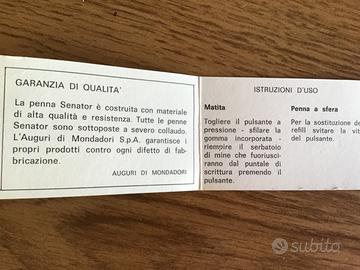 GARANZIA DI QUALITA'
La penna Senator è costruita con materiale
di alta qualità e resistenza. Tutte le penne
Senator sono sottoposte a severo collaudo.
L'Auguri di Mondadori S.p.A. garantisce i
propri prodotti contro ogni difetto di fab-
bricazione.
AUGURI DI MONDADORI
ISTRUZIONI D'USO
Matita
Togliere il pulsante a
pressione - sfilare la
gomma incorporata -
riempire il serbatoio
di mine che fuoriusci-
ranno dal puntale di
scrittura premendo il
pulsante.
Penna a sfera
Per la sostituzione de
refill svitare la vit
del pulsante.
subito